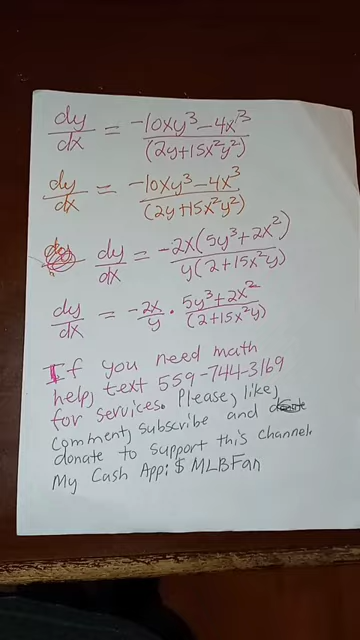 dy/dx = -10xy³-4x³/(2y+15x²y²)
dy/dx = -10xy³-4x³/(2y+15x²y²)
dy/dx = -2x(5y³+2x²)/y(2+15x²y)
dy/dx = -2x/y · 5y³+2x²/(2+15x²y)
If you need math
help, text 559-744-3169
for services. Please, like,
comment, subscribe and
donate to support this channel.
My Cash App: $MLBFan